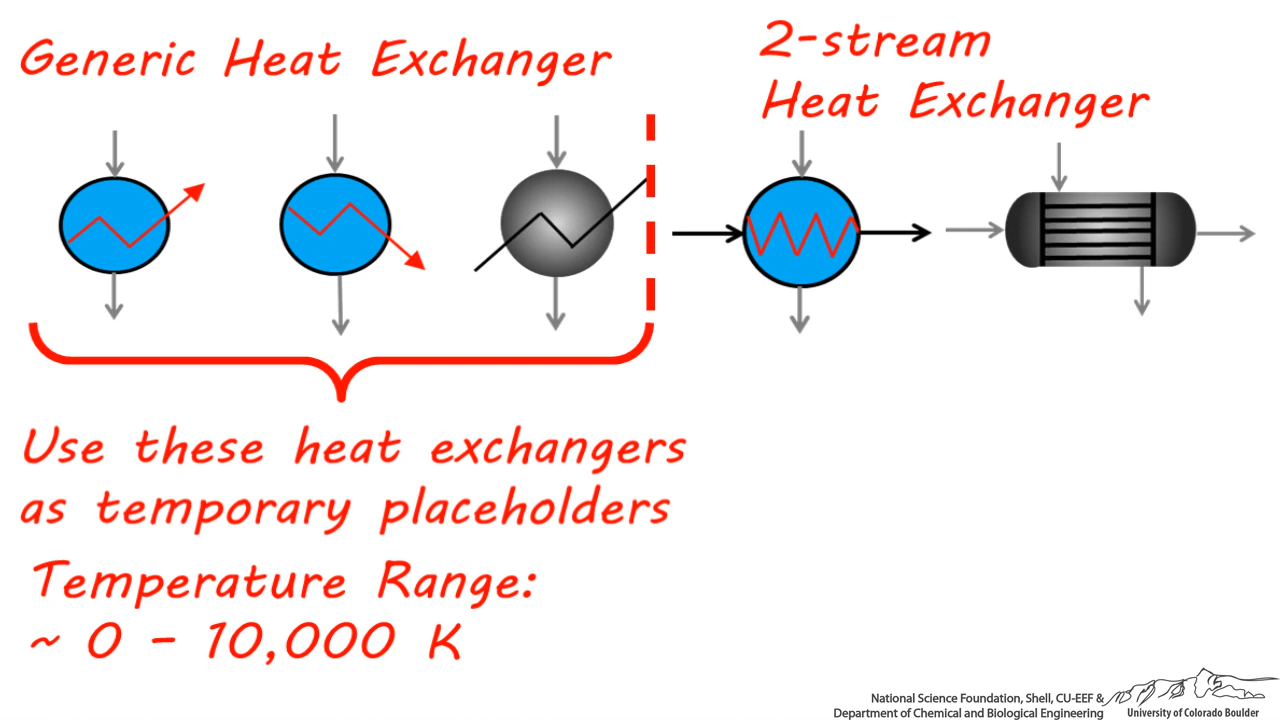 Generic Heat Exchanger
2-stream
Heat Exchanger
Use these heat exchangers
as temporary placeholders
Temperature Range:
~ 0 - 10,000 K
National Science Foundation, Shell, CU-EEF &
Department of Chemical and Biological Engineering
University of Colorado Boulder